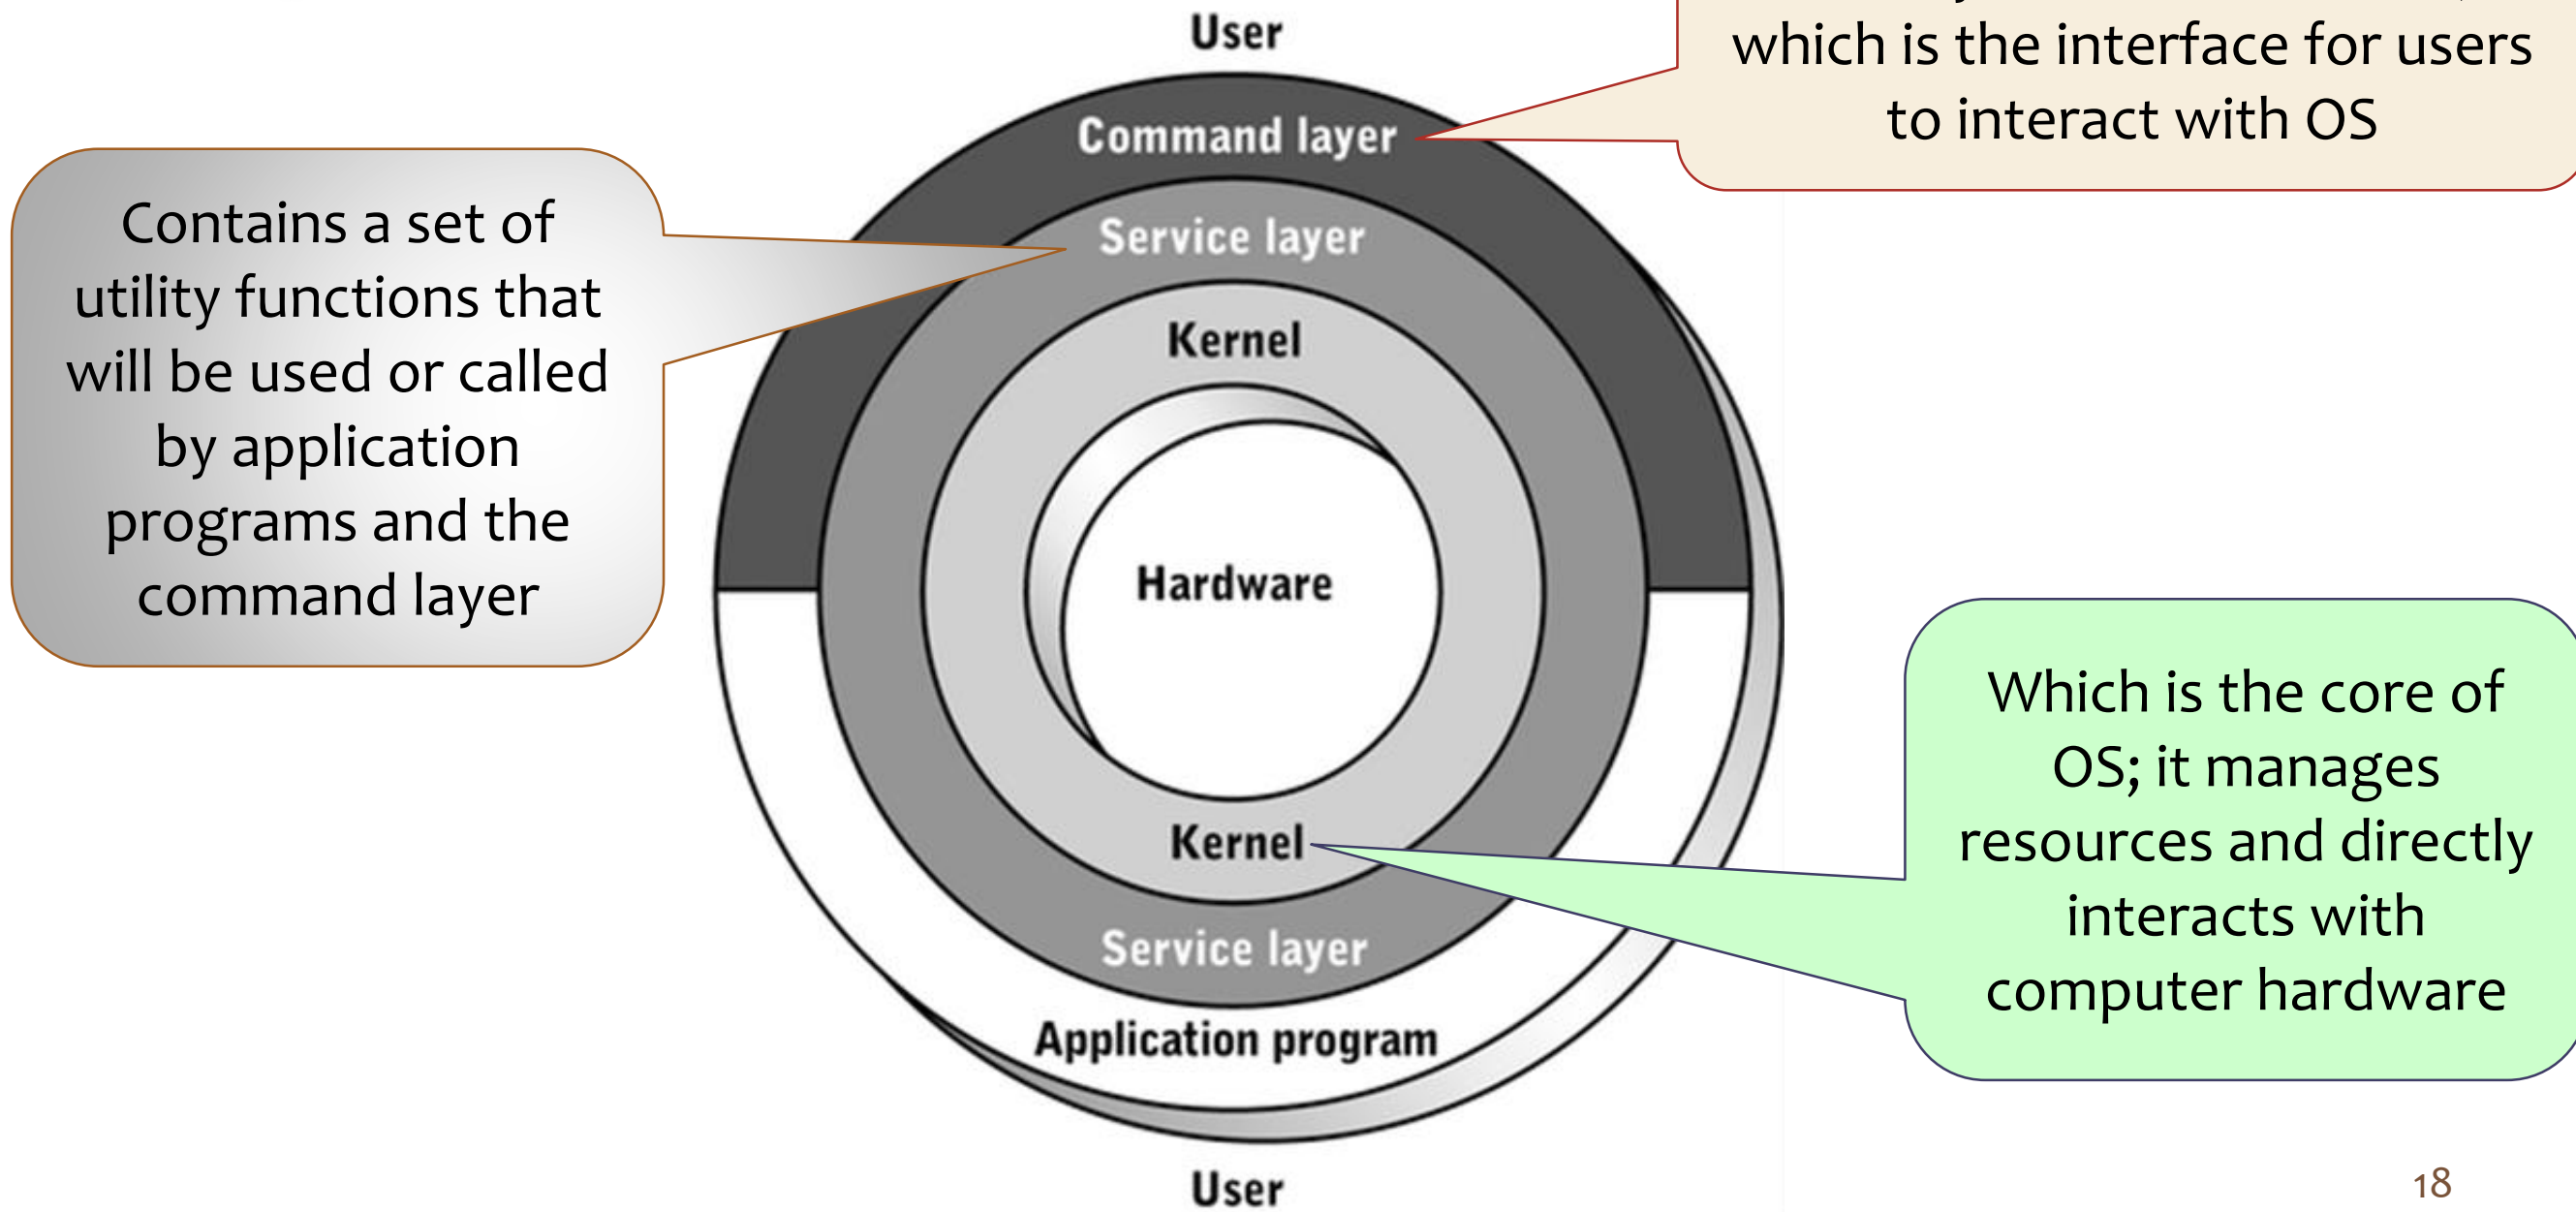 User
which is the interface for users
to interact with OS
Command layer
Contains a set of
utility functions that
will be used or called
by application
programs and the
command layer
Service layer
Kernel
Hardware
Which is the core of
OS; it manages
resources and directly
interacts with
computer hardware
Kernel
Service layer
Application program
User
18